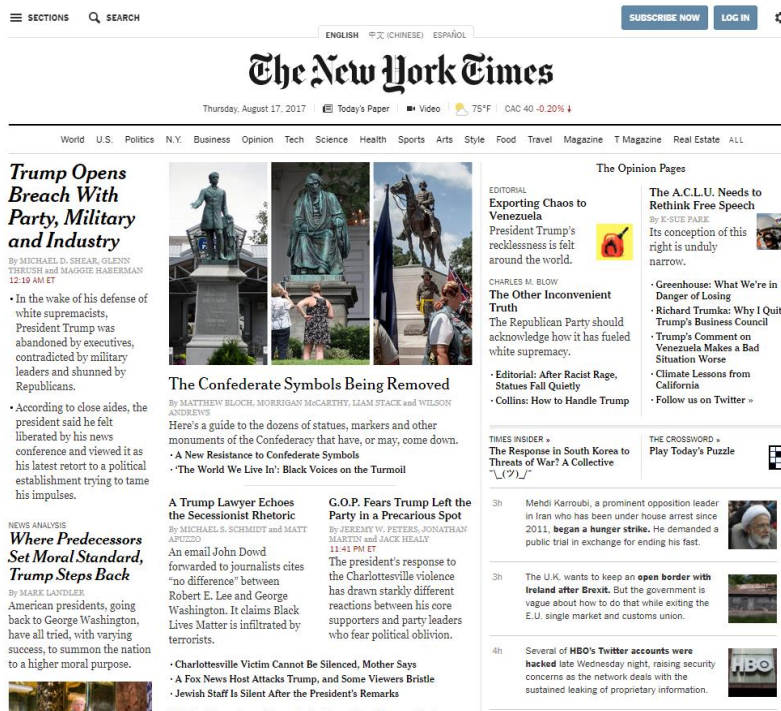 SECTIONS
SEARCH
SUBSCRIBE NOW
LOG IN
ENGLISH
中文 (CHINESE)
ESPAÑOL
The New York Times
Thursday, August 17, 2017
Today's Paper
Video
75°F
CAC 40 -0.20%
World U.S. Politics N.Y. Business Opinion Tech Science Health Sports Arts Style Food Travel Magazine T Magazine Real Estate ALL
Trump Opens
Breach With
Party, Military
and Industry
By MICHAEL D. SHEAR, GLENN
THRUSH and MAGGIE HABERMAN
12:19 AM ET
• In the wake of his defense of
white supremacists,
President Trump was
abandoned by executives,
contradicted by military
leaders and shunned by
Republicans.
• According to close aides, the
president said he felt
liberated by his news
conference and viewed it as
his latest retort to a political
establishment trying to tame
his impulses.
NEWS ANALYSIS
Where Predecessors
Set Moral Standard,
Trump Steps Back
By MARK LANDLER
American presidents, going
back to George Washington,
have all tried, with varying
success, to summon the nation
to a higher moral purpose.
The Confederate Symbols Being Removed
By MATTHEW BLOCH, MORRIGAN McCARTHY, LIAM STACK and WILSON
ANDREWS
Here's a guide to the dozens of statues, markers and other
monuments of the Confederacy that have, or may, come down.
• A New Resistance to Confederate Symbols
• 'The World We Live In': Black Voices on the Turmoil
A Trump Lawyer Echoes
the Secessionist Rhetoric
By MICHAEL S. SCHMIDT and MATT
APUZZO
An email John Dowd
forwarded to journalists cites
“no difference” between
Robert E. Lee and George
Washington. It claims Black
Lives Matter is infiltrated by
terrorists.
G.O.P. Fears Trump Left the
Party in a Precarious Spot
By JEREMY W. PETERS, JONATHAN
MARTIN and JACK HEALY
11:41 PM ET
The president's response to
the Charlottesville violence
has drawn starkly different
reactions between his core
supporters and party leaders
who fear political oblivion.
• Charlottesville Victim Cannot Be Silenced, Mother Says
• A Fox News Host Attacks Trump, and Some Viewers Bristle
• Jewish Staff Is Silent After the President's Remarks
The Opinion Pages
EDITORIAL
Exporting Chaos to
Venezuela
President Trump's
recklessness is felt
around the world.
CHARLES M. BLOW
The Other Inconvenient
Truth
The Republican Party should
acknowledge how it has fueled
white supremacy.
• Editorial: After Racist Rage,
Statues Fall Quietly
• Collins: How to Handle Trump
The A.C.L.U. Needs to
Rethink Free Speech
By K-SUE PARK
Its conception of this
right is unduly
narrow.
• Greenhouse: What We're in
Danger of Losing
• Richard Trumka: Why I Quit
Trump's Business Council
• Trump's Comment on
Venezuela Makes a Bad
Situation Worse
• Climate Lessons from
California
• Follow us on Twitter »
TIMES INSIDER »
The Response in South Korea to
Threats of War? A Collective
¯\_(ツ)_/¯
THE CROSSWORD »
Play Today's Puzzle
3h
Mehdi Karroubi, a prominent opposition leader
in Iran who has been under house arrest since
2011, began a hunger strike. He demanded a
public trial in exchange for ending his fast.
3h
The U.K. wants to keep an open border with
Ireland after Brexit. But the government is
vague about how to do that while exiting the
E.U. single market and customs union.
4h
Several of HBO's Twitter accounts were
hacked late Wednesday night, raising security
concerns as the network deals with the
sustained leaking of proprietary information.
HBO